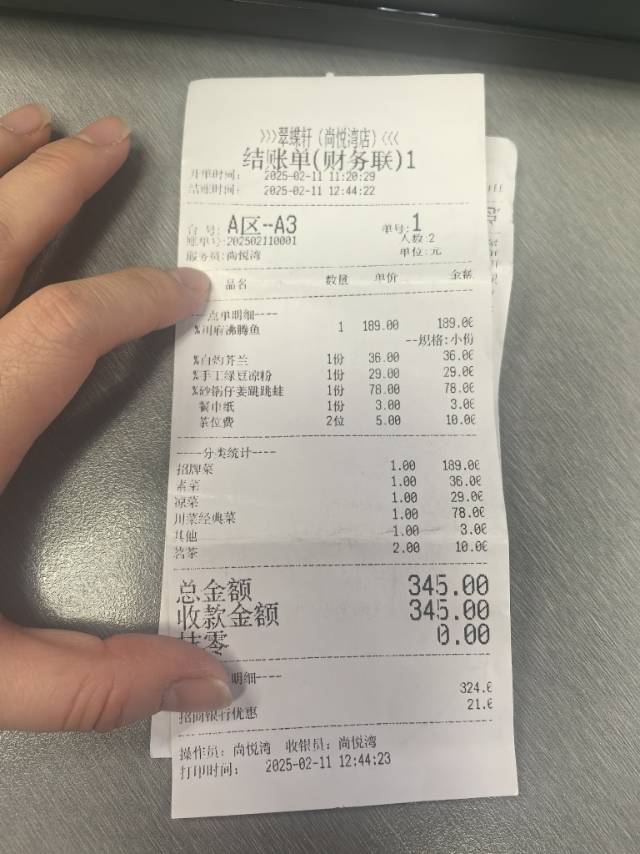 >>>翠蝶轩（尚悦湾店）<<<
结账单(财务联)1
开单时间： 2025-02-11 11:20:29
结账时间： 2025-02-11 12:44:22
台 号： A区-A3 单号：1
账单号：202502110001 人数：2
服务员：尚悦湾 单位：元
品名 数量 单价 金额
----点单明细----
%川府沸腾鱼 1 189.00 189.00
--规格：小份
%白灼芥兰 1份 36.00 36.00
%手工绿豆凉粉 1份 29.00 29.00
%砂锅仔姜跳跳蛙 1份 78.00 78.00
餐巾纸 1份 3.00 3.00
茶位费 2位 5.00 10.00
----分类统计----
招牌菜 1.00 189.00
素菜 1.00 36.00
凉菜 1.00 29.00
川菜经典菜 1.00 78.00
其他 1.00 3.00
茗茶 2.00 10.00
总金额 345.00
收款金额 345.00
抹零 0.00
明细----
324.
招商银行优惠 21.
操作员：尚悦湾 收银员：尚悦湾
打印时间： 2025-02-11 12:44:23